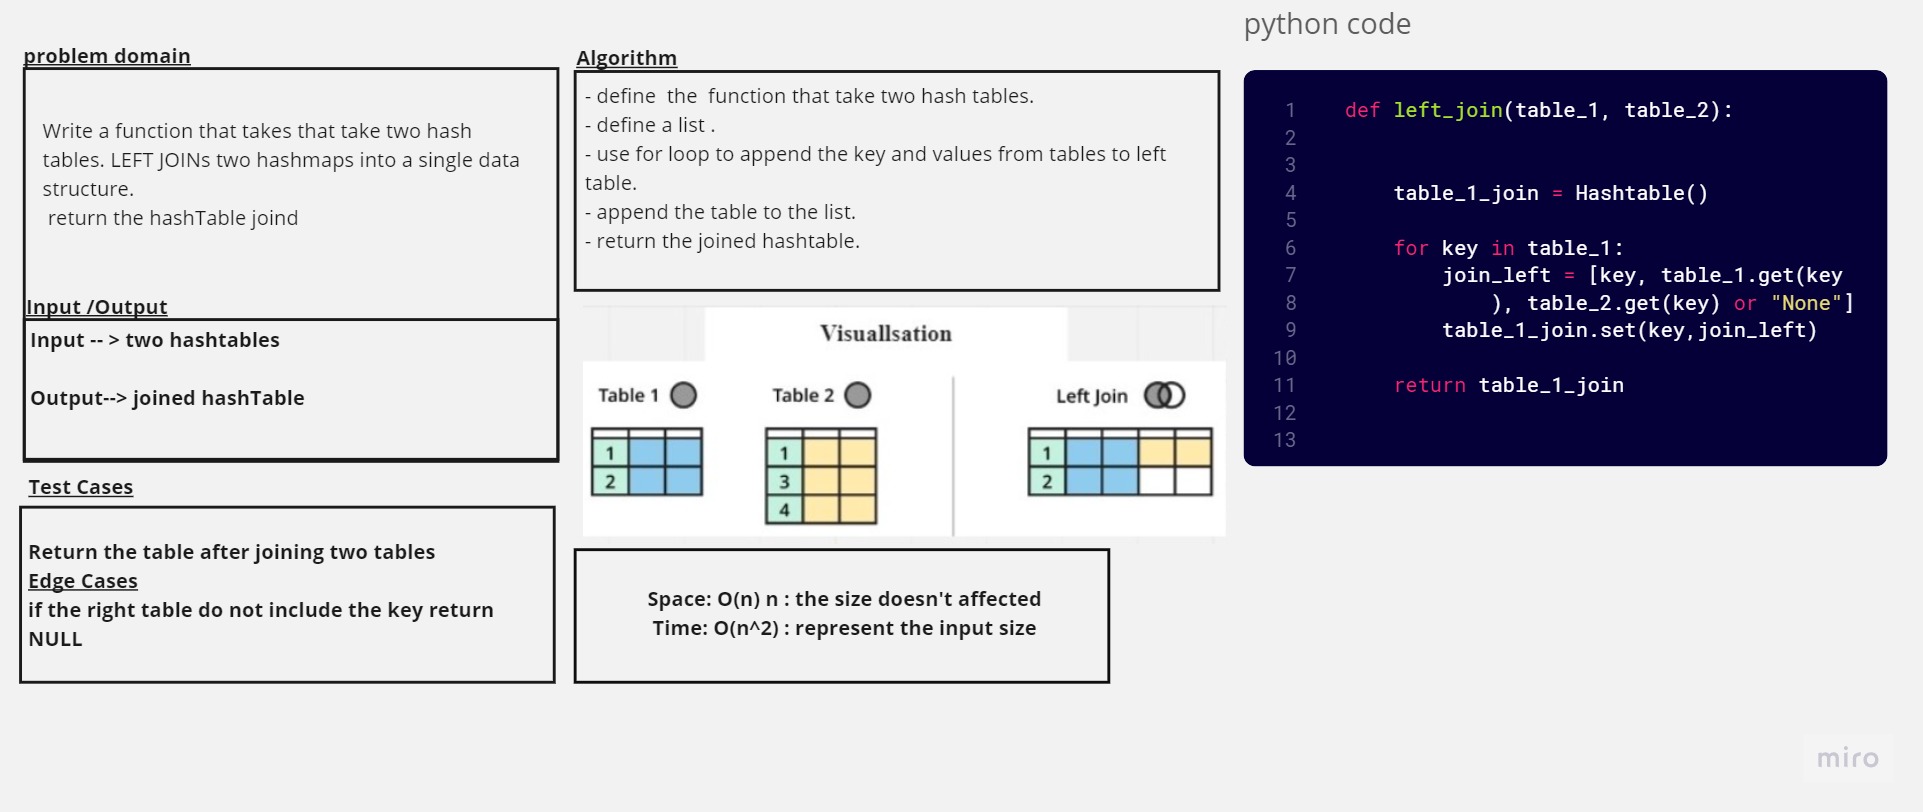 problem domain
Write a function that takes that take two hash
tables. LEFT JOINs two hashmaps into a single data
structure.
return the hashTable joind
Input /Output
Input -- > two hashtables
Output--> joined hashTable
Test Cases
Return the table after joining two tables
Edge Cases
if the right table do not include the key return
NULL
Algorithm
- define  the  function that take two hash tables.
- define a list .
- use for loop to append the key and values from tables to left
table.
- append the table to the list.
- return the joined hashtable.
Visuallsation
Table 1
1
2
Table 2
1
3
4
Left Join
1
2
Space: O(n) n : the size doesn't affected
Time: O(n^2) : represent the input size
python code
1 def left_join(table_1, table_2):
2
3
4 table_1_join = Hashtable()
5
6 for key in table_1:
7 join_left = [key, table_1.get(key
8 ), table_2.get(key) or "None"]
9 table_1_join.set(key,join_left)
10
11 return table_1_join
12
13
miro